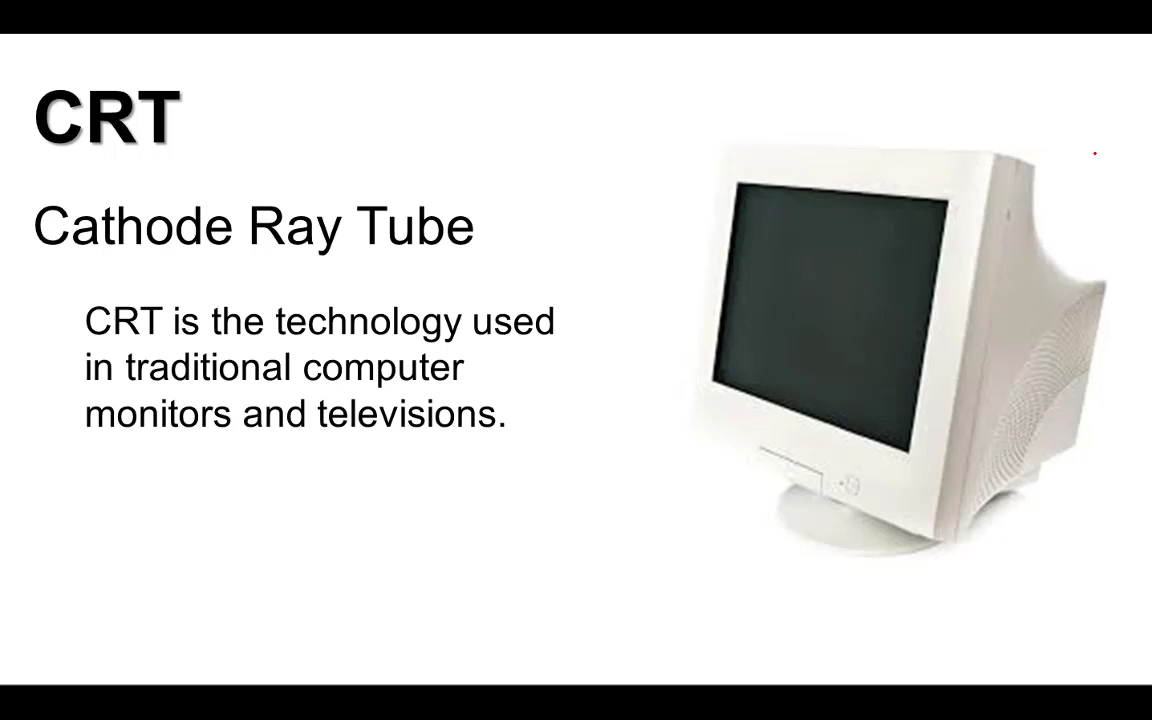 CRT
Cathode Ray Tube
CRT is the technology used
in traditional computer
monitors and televisions.